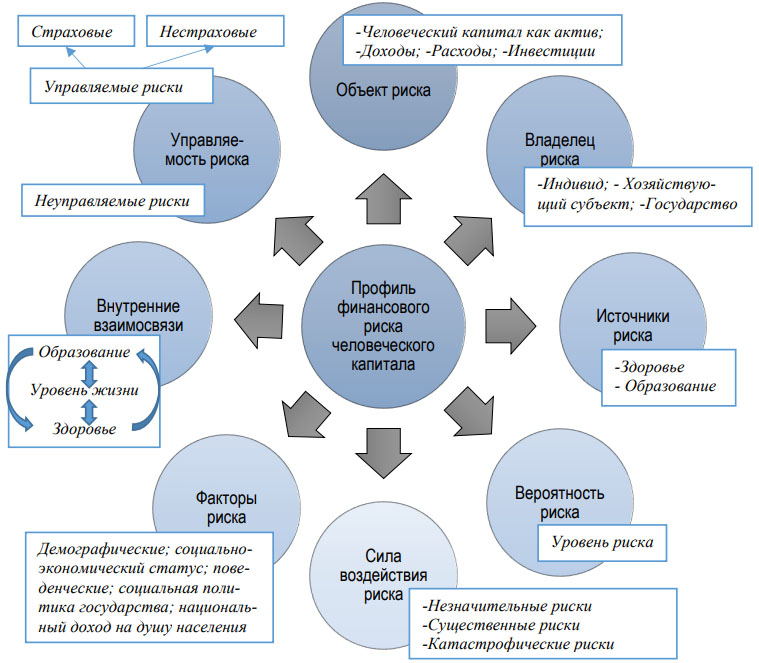 Страховые
Нестраховые
Управляемые риски
Управляе-
мость риска
Неуправляемые риски
-Человеческий капитал как актив;
-Доходы; -Расходы; -Инвестиции
Объект риска
Владелец
риска
-Индивид; - Хозяйствую-
щий субъект; -Государство
Внутренние
взаимосвязи
Образование
Уровень жизни
Здоровье
Профиль
финансового
риска
человеческого
капитала
Источники
риска
-Здоровье
- Образование
Факторы
риска
Демографические; социально-
экономический статус; пове-
денческие; социальная поли-
тика государства; националь-
ный доход на душу населения
Сила
воздействия
риска
-Незначительные риски
-Существенные риски
-Катастрофические риски
Вероятность
риска
Уровень риска